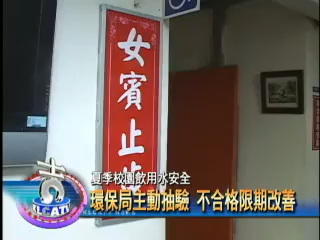 女賓止步
夏季校園飲用水安全
環保局主動抽驗 不合格限期改善